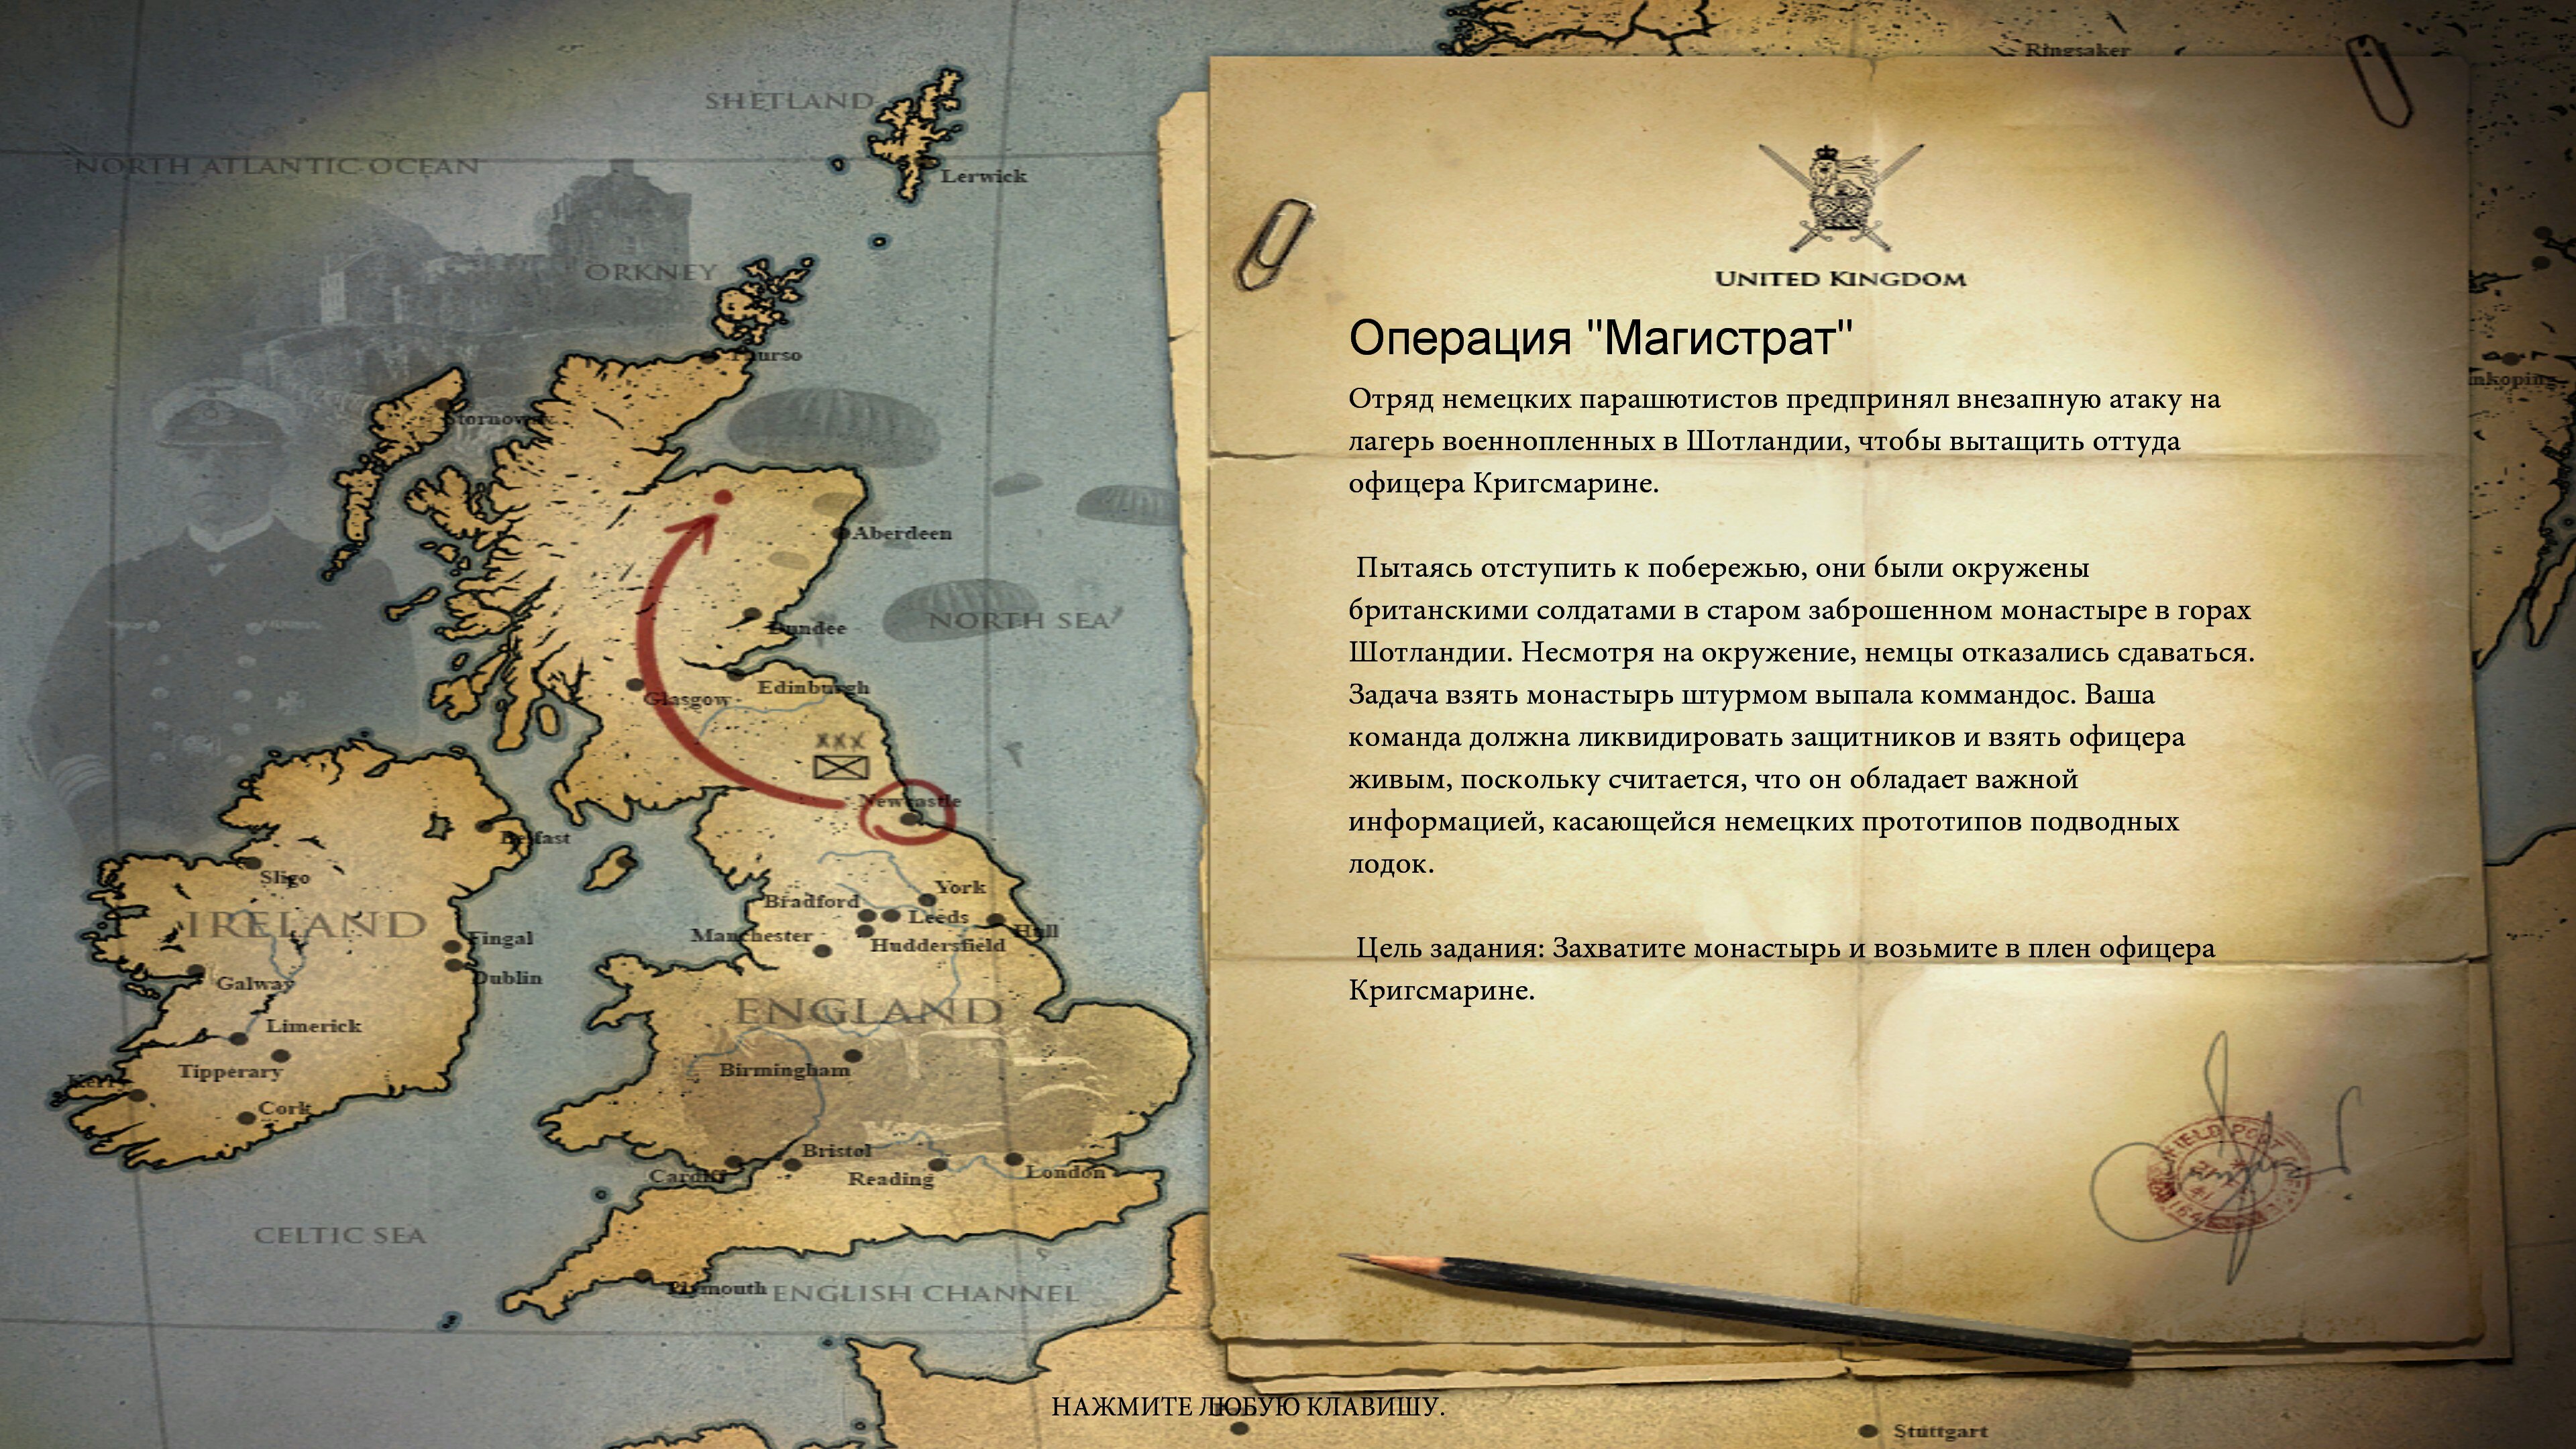 Ringsaker
SHETLAND
NORTH ATLANTIC OCEAN
Lerwick
ORKNEY
UNITED KINGDOM
Операция "Магистрат"
Отряд немецких парашютистов предпринял внезапную атаку на
лагерь военнопленных в Шотландии, чтобы вытащить оттуда
офицера Кригсмарине.
Пытаясь отступить к побережью, они были окружены
британскими солдатами в старом заброшенном монастыре в горах
Шотландии. Несмотря на окружение, немцы отказались сдаваться.
Задача взять монастырь штурмом выпала коммандос. Ваша
команда должна ликвидировать защитников и взять офицера
живым, поскольку считается, что он обладает важной
информацией, касающейся немецких прототипов подводных
лодок.
Цель задания: Захватите монастырь и возьмите в плен офицера
Кригсмарине.
Stornoway
Aberdeen
NORTH SEA
Dundee
Edinburgh
Glasgow
XXX
Newcastle
Belfast
Sligo
York
Bradford
Leeds
IRELAND
Fingal
Manchester
Hull
Huddersfield
Galway
Dublin
ENGLAND
Limerick
Tipperary
Birmingham
Kerry
Cork
Bristol
Cardiff
Reading
London
CELTIC SEA
Plymouth
ENGLISH CHANNEL
FIELD POST
НАЖМИТЕ ЛЮБУЮ КЛАВИШУ.
Stuttgart